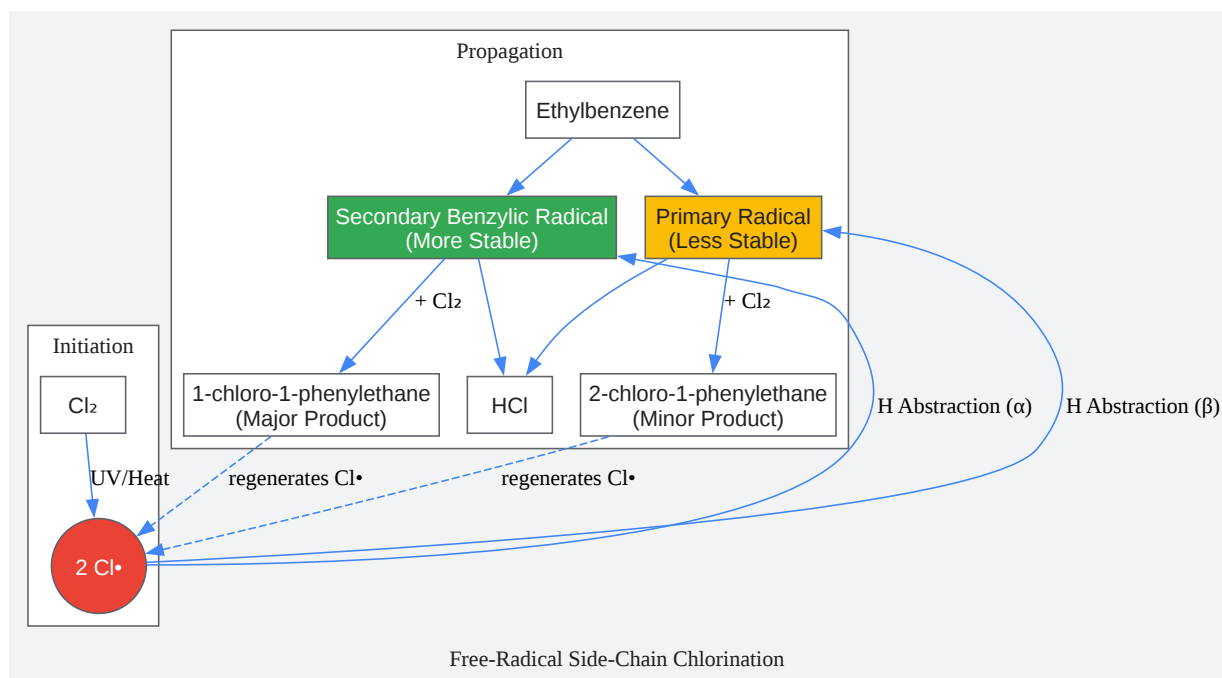 Propagation
Ethylbenzene
Secondary Benzylic Radical
(More Stable)
Primary Radical
(Less Stable)
+ Cl₂
+ Cl₂
Initiation
Cl₂
1-chloro-1-phenylethane
(Major Product)
HCl
2-chloro-1-phenylethane
(Minor Product)
H Abstraction (α)
H Abstraction (β)
UV/Heat
regenerates Cl•
regenerates Cl•
2 Cl•
Free-Radical Side-Chain Chlorination